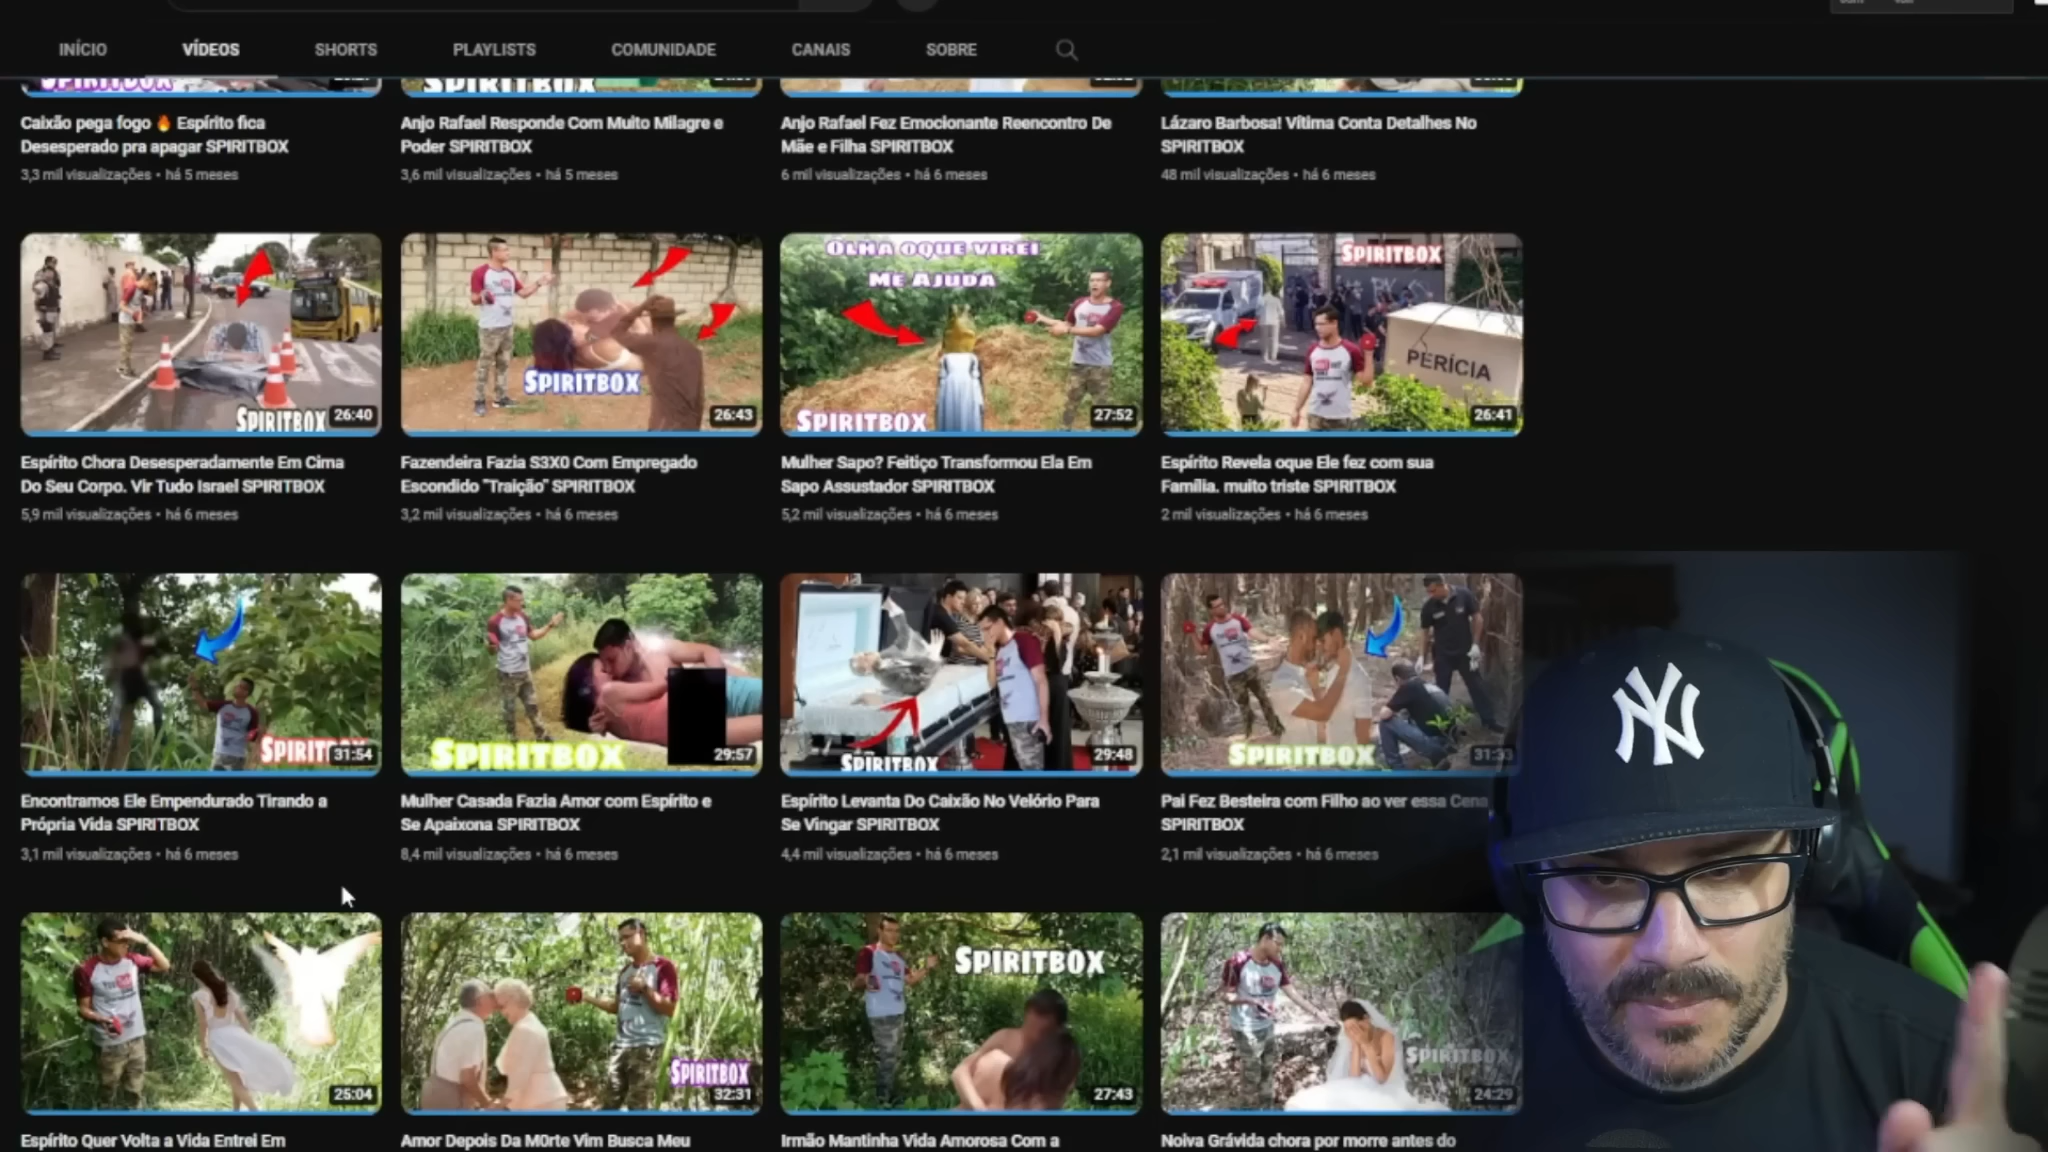 INÍCIO VÍDEOS SHORTS PLAYLISTS COMUNIDADE CANAIS SOBRE
SPIRITBOX
SPIRITBOX
Caixão pega fogo 🔥 Espírito fica
Desesperado pra apagar SPIRITBOX
3,3 mil visualizações • há 5 meses
Anjo Rafael Responde Com Muito Milagre e
Poder SPIRITBOX
3,6 mil visualizações • há 5 meses
Anjo Rafael Fez Emocionante Reencontro De
Mãe e Filha SPIRITBOX
6 mil visualizações • há 6 meses
Lázaro Barbosa! Vítima Conta Detalhes No
SPIRITBOX
48 mil visualizações • há 6 meses
SPIRITBOX
26:40
SPIRITBOX
26:43
OLHA OQUE VIREI
ME AJUDA
SPIRITBOX
27:52
SPIRITBOX
PERÍCIA
26:41
Espírito Chora Desesperadamente Em Cima
Do Seu Corpo. Vir Tudo Israel SPIRITBOX
5,9 mil visualizações • há 6 meses
Fazendeira Fazia S3X0 Com Empregado
Escondido "Traição" SPIRITBOX
3,2 mil visualizações • há 6 meses
Mulher Sapo? Feitiço Transformou Ela Em
Sapo Assustador SPIRITBOX
5,2 mil visualizações • há 6 meses
Espírito Revela oque Ele fez com sua
Família. muito triste SPIRITBOX
2 mil visualizações • há 6 meses
SPIRITBOX
31:54
SPIRITBOX
29:57
SPIRITBOX
29:48
SPIRITBOX
31:33
Encontramos Ele Empendurado Tirando a
Própria Vida SPIRITBOX
3,1 mil visualizações • há 6 meses
Mulher Casada Fazia Amor com Espírito e
Se Apaixona SPIRITBOX
8,4 mil visualizações • há 6 meses
Espírito Levanta Do Caixão No Velório Para
Se Vingar SPIRITBOX
4,4 mil visualizações • há 6 meses
Pai Fez Besteira com Filho ao ver essa Cena
SPIRITBOX
2,1 mil visualizações • há 6 meses
NY
25:04
SPIRITBOX
32:31
SPIRITBOX
27:43
SPIRITBOX
24:29
Espírito Quer Volta a Vida Entrei Em
Amor Depois Da M0rte Vim Busca Meu
Irmão Mantinha Vida Amorosa Com a
Noiva Grávida chora por morre antes do